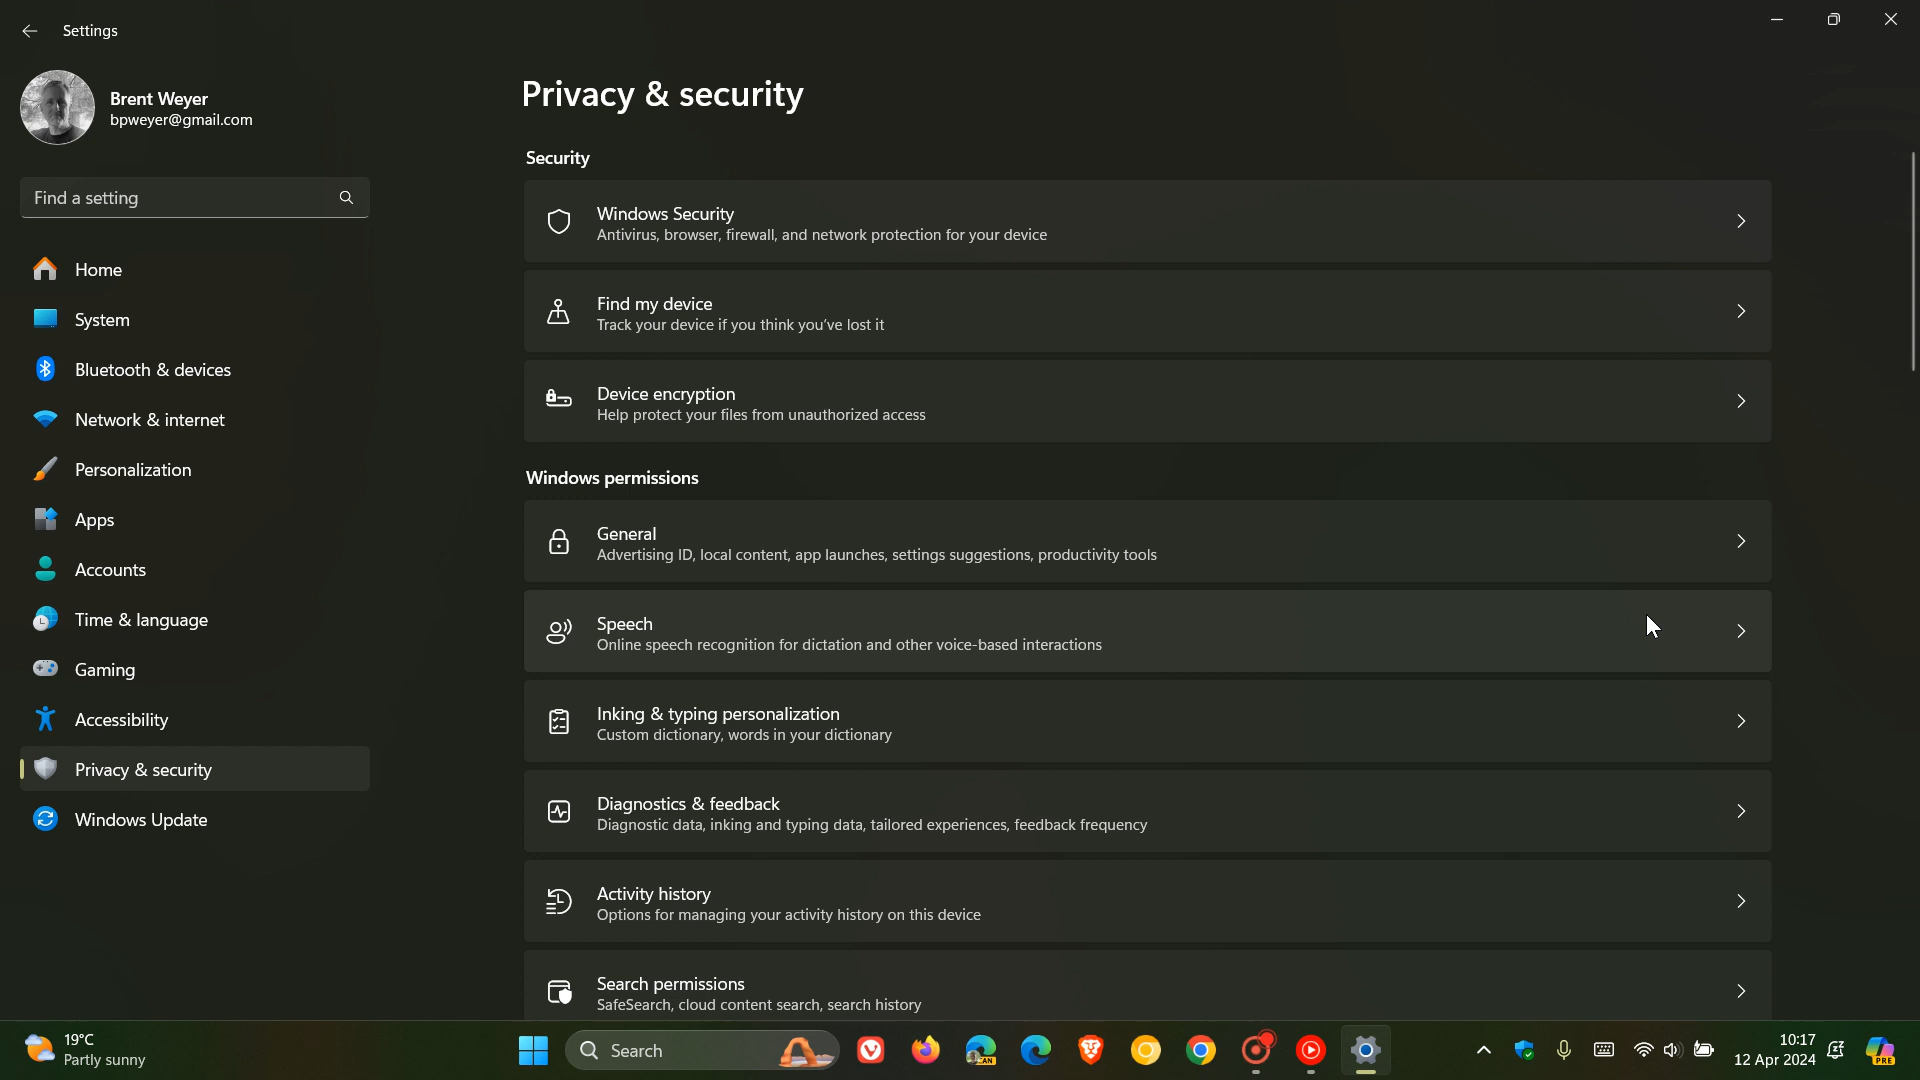 Settings
Brent Weyer
bpweyer@gmail.com
Find a setting
Home
System
Bluetooth & devices
Network & internet
Personalization
Apps
Accounts
Time & language
Gaming
Accessibility
Privacy & security
Windows Update
Privacy & security
Security
Windows Security
Antivirus, browser, firewall, and network protection for your device
Find my device
Track your device if you think you've lost it
Device encryption
Help protect your files from unauthorized access
Windows permissions
General
Advertising ID, local content, app launches, settings suggestions, productivity tools
Speech
Online speech recognition for dictation and other voice-based interactions
Inking & typing personalization
Custom dictionary, words in your dictionary
Diagnostics & feedback
Diagnostic data, inking and typing data, tailored experiences, feedback frequency
Activity history
Options for managing your activity history on this device
Search permissions
SafeSearch, cloud content search, search history
19°C
Partly sunny
Search
CAN
10:17
12 Apr 2024
PRE